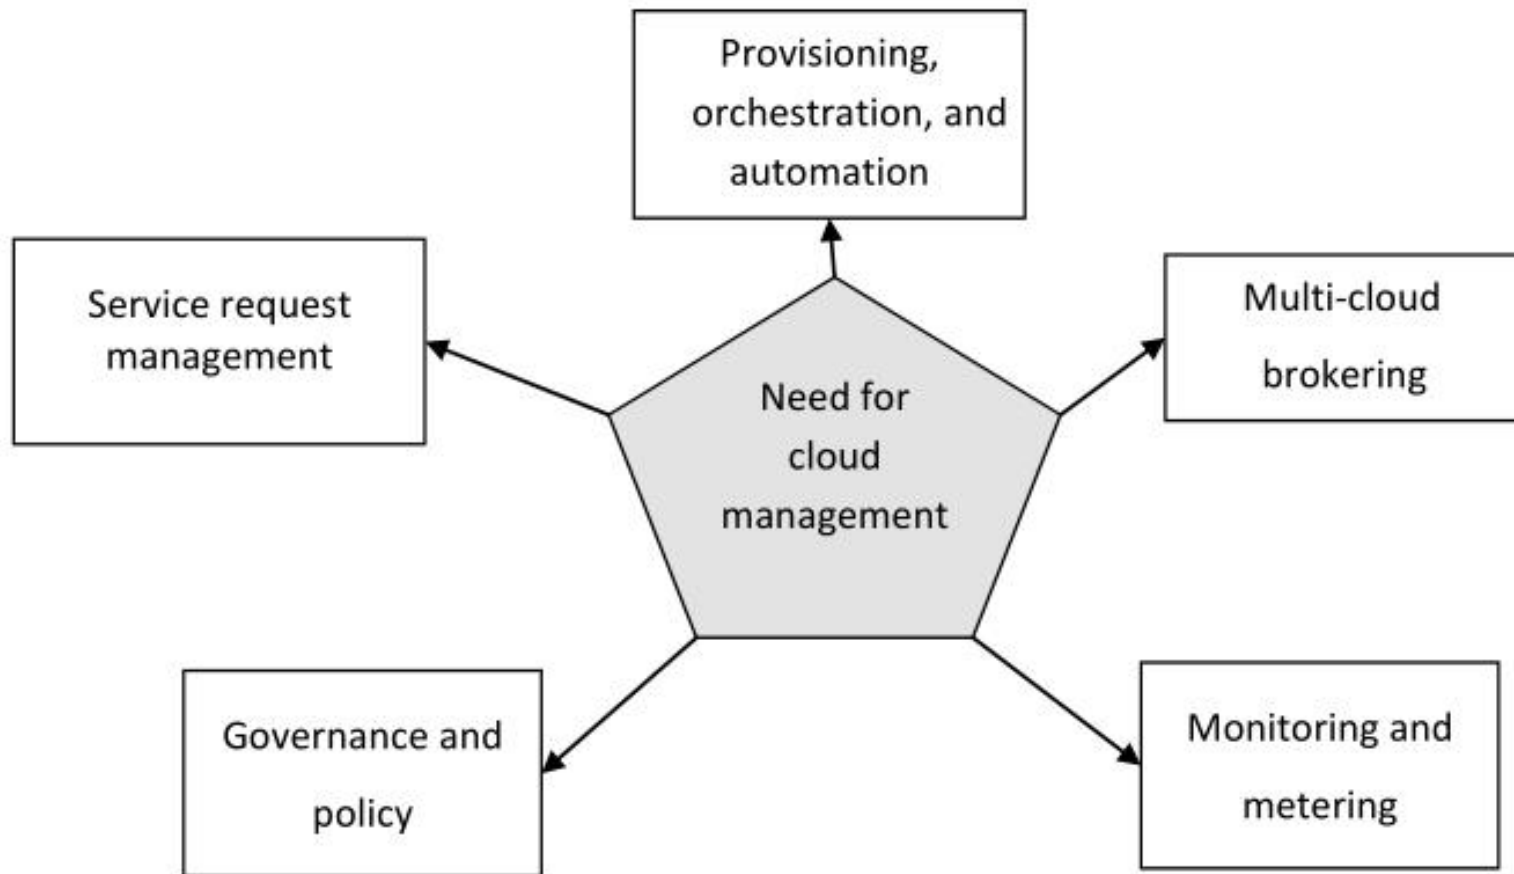 Provisioning,
orchestration, and
automation
Service request
management
Multi-cloud
brokering
Need for
cloud
management
Governance and
policy
Monitoring and
metering